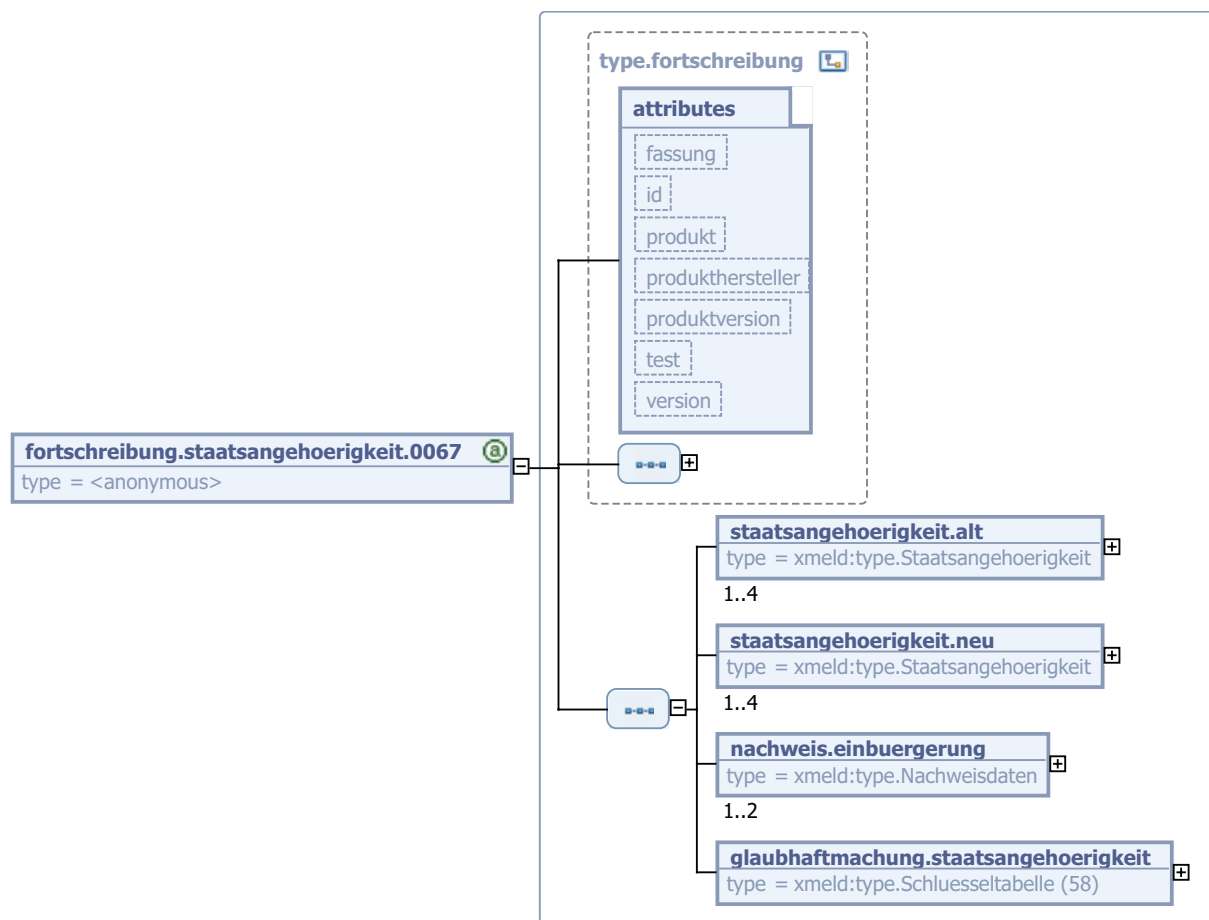 type.fortschreibung
attributes
fassung
id
produkt
produkthersteller
produktversion
test
version
fortschreibung.staatsangehoerigkeit.0067
type = <anonymous>
staatsangehoerigkeit.alt
type = xmeld:type.Staatsangehoerigkeit
1..4
staatsangehoerigkeit.neu
type = xmeld:type.Staatsangehoerigkeit
1..4
nachweis.einbuergerung
type = xmeld:type.Nachweisdaten
1..2
glaubhaftmachung.staatsangehoerigkeit
type = xmeld:type.Schluesseltabelle (58)